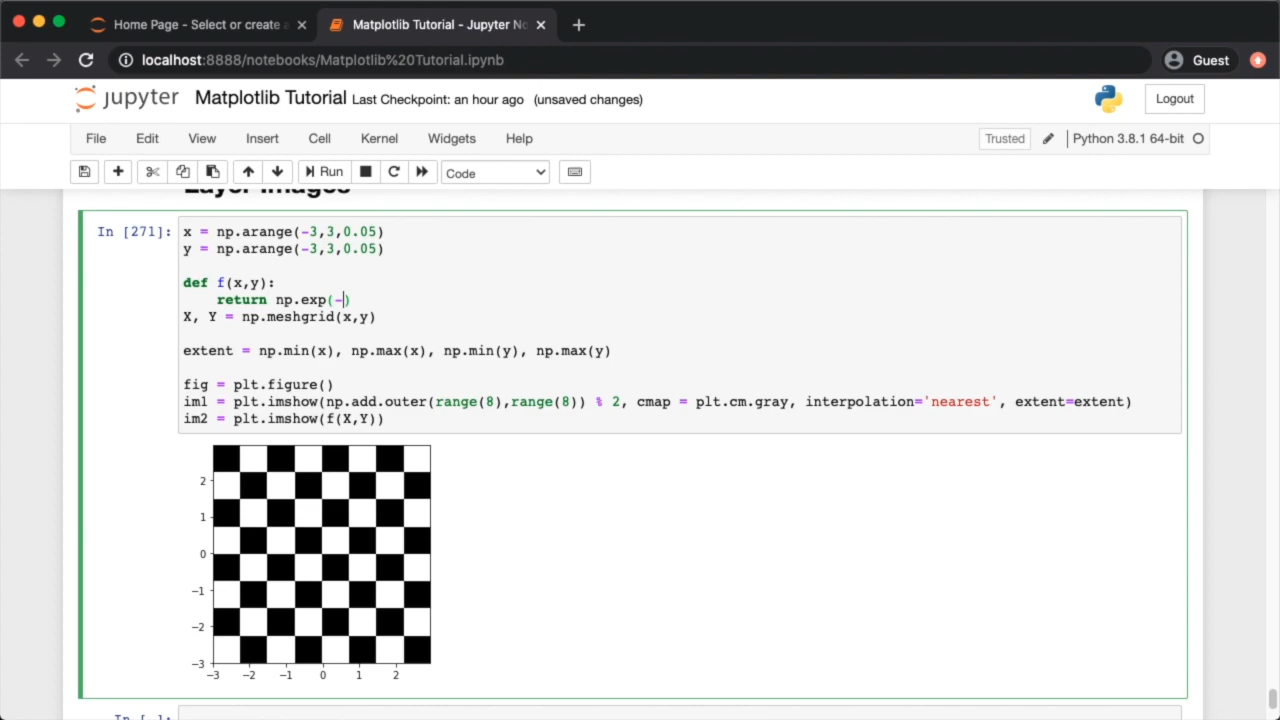 Home Page - Select or create a
Matplotlib Tutorial - Jupyter No
localhost:8888/notebooks/Matplotlib%20Tutorial.ipynb
Guest
jupyter
Matplotlib Tutorial Last Checkpoint: an hour ago (unsaved changes)
Logout
File Edit View Insert Cell Kernel Widgets Help
Trusted
Python 3.8.1 64-bit
Run
Code
Layer Images
In [271]:
x = np.arange(-3,3,0.05)
y = np.arange(-3,3,0.05)
def f(x,y):
return np.exp(-)
X, Y = np.meshgrid(x,y)
extent = np.min(x), np.max(x), np.min(y), np.max(y)
fig = plt.figure()
im1 = plt.imshow(np.add.outer(range(8),range(8)) % 2, cmap = plt.cm.gray, interpolation='nearest', extent=extent)
im2 = plt.imshow(f(X,Y))
2
1
0
−1
−2
−3
−3 −2 −1 0 1 2
In [ ]: